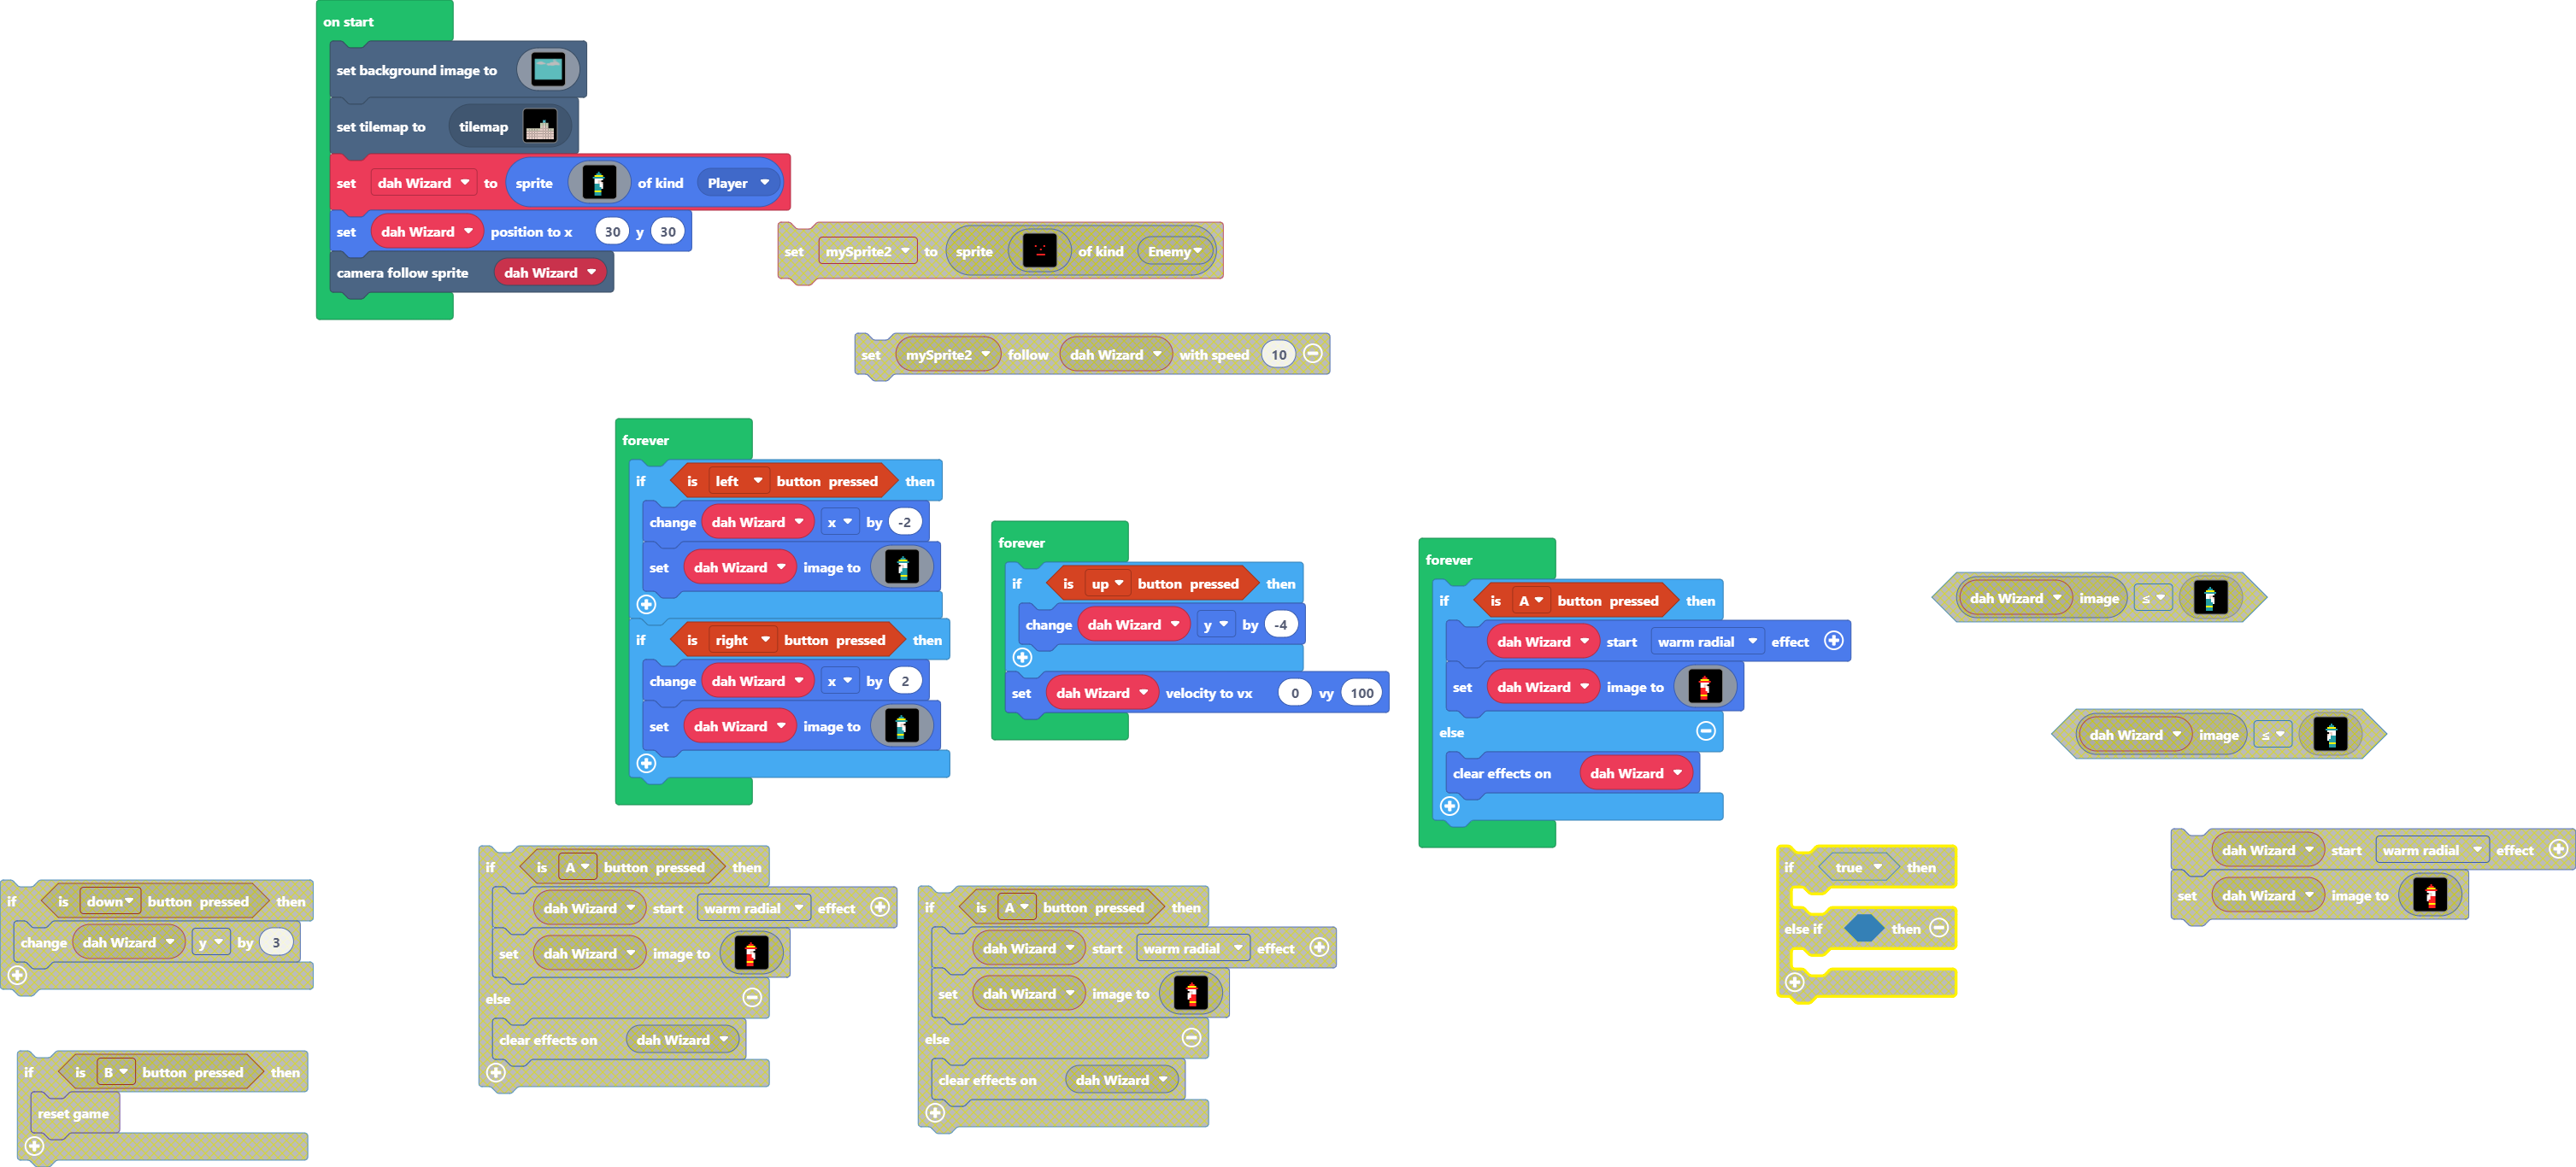 on start
set background image to
set tilemap to tilemap
set dah Wizard to sprite of kind Player
set dah Wizard position to x 30 y 30
camera follow sprite dah Wizard
set mySprite2 to sprite of kind Enemy
set mySprite2 follow dah Wizard with speed 10
forever
if is left button pressed then
change dah Wizard x by -2
set dah Wizard image to
if is right button pressed then
change dah Wizard x by 2
set dah Wizard image to
forever
if is up button pressed then
change dah Wizard y by -4
set dah Wizard velocity to vx 0 vy 100
forever
if is A button pressed then
dah Wizard start warm radial effect
set dah Wizard image to
else
clear effects on dah Wizard
dah Wizard image ≤
dah Wizard image ≤
if is down button pressed then
change dah Wizard y by 3
if is B button pressed then
reset game
if is A button pressed then
dah Wizard start warm radial effect
set dah Wizard image to
else
clear effects on dah Wizard
if is A button pressed then
dah Wizard start warm radial effect
set dah Wizard image to
else
clear effects on dah Wizard
if true then
else if then
dah Wizard start warm radial effect
set dah Wizard image to